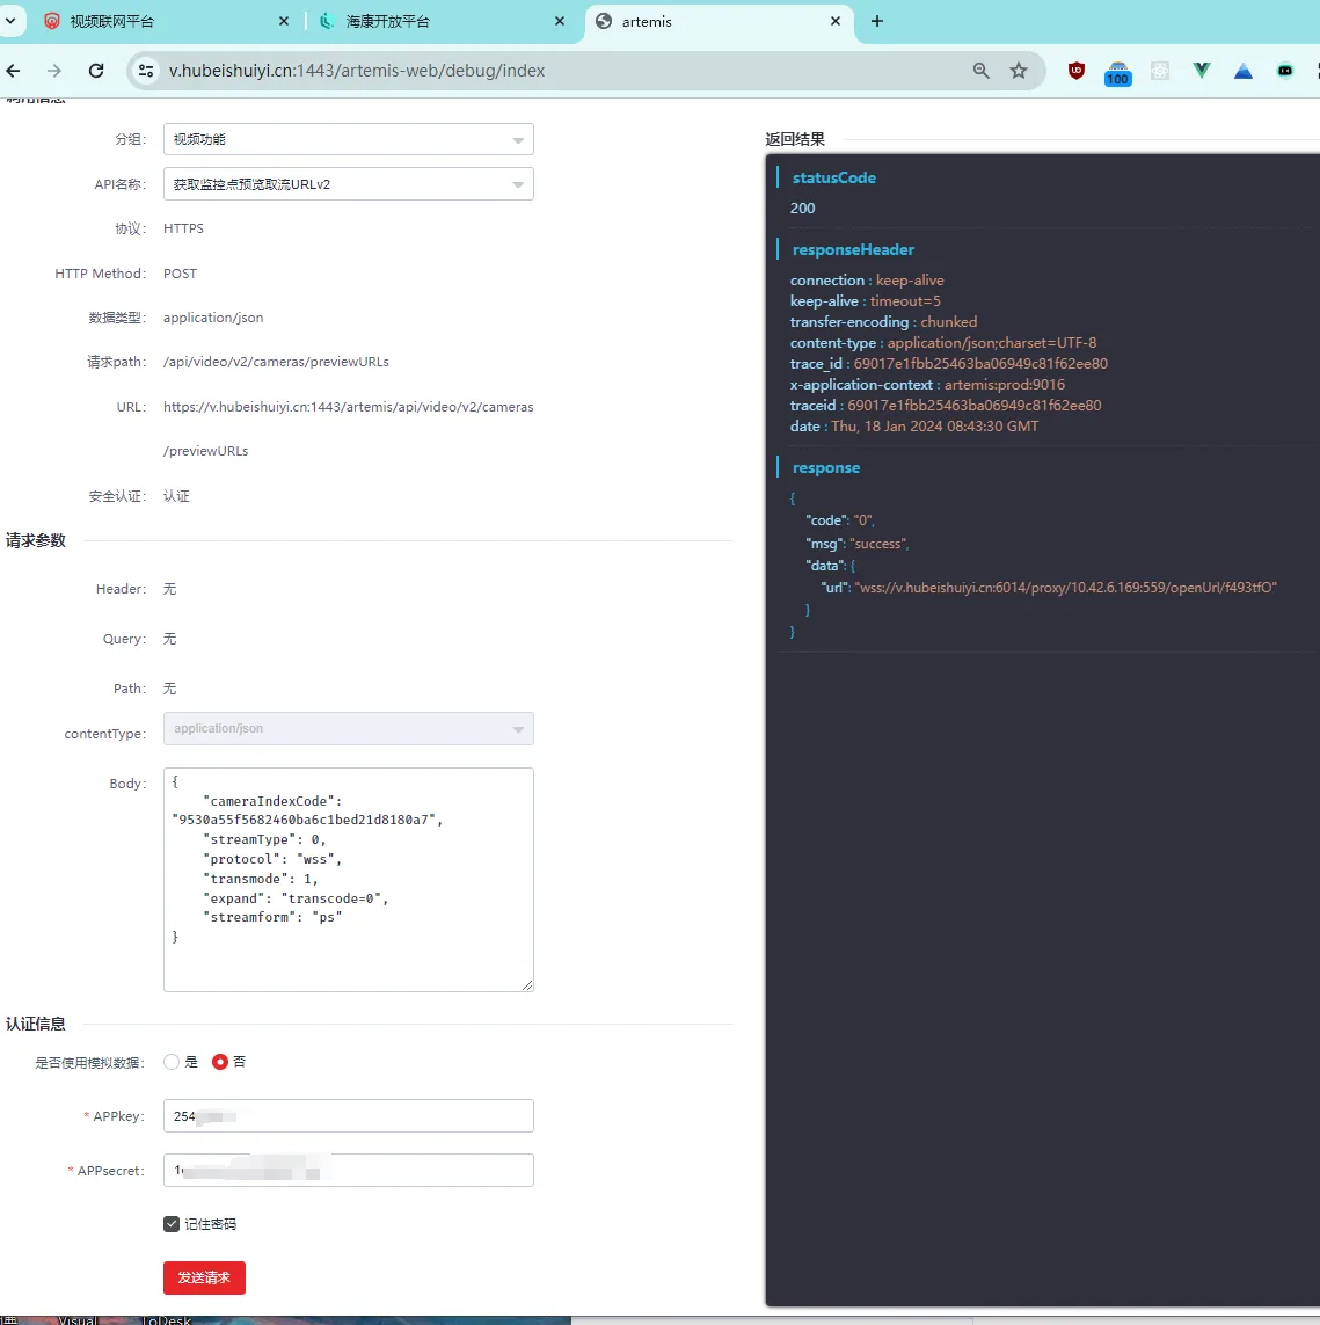 视频联网平台
海康开放平台
artemis
v.hubeishuiyi.cn:1443/artemis-web/debug/index
100
调用信息
分组:
视频功能
API名称:
获取监控点预览取流URLv2
协议:
HTTPS
HTTP Method:
POST
数据类型:
application/json
请求path:
/api/video/v2/cameras/previewURLs
URL:
https://v.hubeishuiyi.cn:1443/artemis/api/video/v2/cameras
/previewURLs
安全认证:
认证
请求参数
Header:
无
Query:
无
Path:
无
contentType:
application/json
Body:
{
"cameraIndexCode":
"9530a55f5682460ba6c1bed21d8180a7",
"streamType": 0,
"protocol": "wss",
"transmode": 1,
"expand": "transcode=0",
"streamform": "ps"
}
认证信息
是否使用模拟数据:
是
否
* APPkey:
254
* APPsecret:
记住密码
发送请求
返回结果
statusCode
200
responseHeader
connection : keep-alive
keep-alive : timeout=5
transfer-encoding : chunked
content-type : application/json;charset=UTF-8
trace_id : 69017e1fbb25463ba06949c81f62ee80
x-application-context : artemis:prod:9016
traceid : 69017e1fbb25463ba06949c81f62ee80
date : Thu, 18 Jan 2024 08:43:30 GMT
response
{
"code": "0",
"msg": "success",
"data": {
"url": "wss://v.hubeishuiyi.cn:6014/proxy/10.42.6.169:559/openUrl/f493tfO"
}
}
Visual
ToDesk